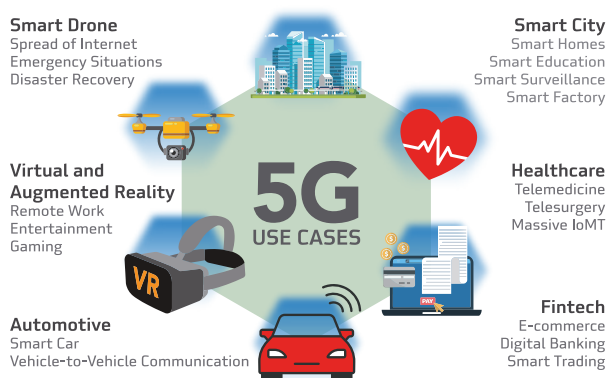 Smart Drone
Spread of Internet
Emergency Situations
Disaster Recovery
Smart City
Smart Homes
Smart Education
Smart Surveillance
Smart Factory
Virtual and
Augmented Reality
Remote Work
Entertainment
Gaming
5G
USE CASES
Healthcare
Telemedicine
Telesurgery
Massive IoMT
VR
PAY
Automotive
Smart Car
Vehicle-to-Vehicle Communication
Fintech
E-commerce
Digital Banking
Smart Trading